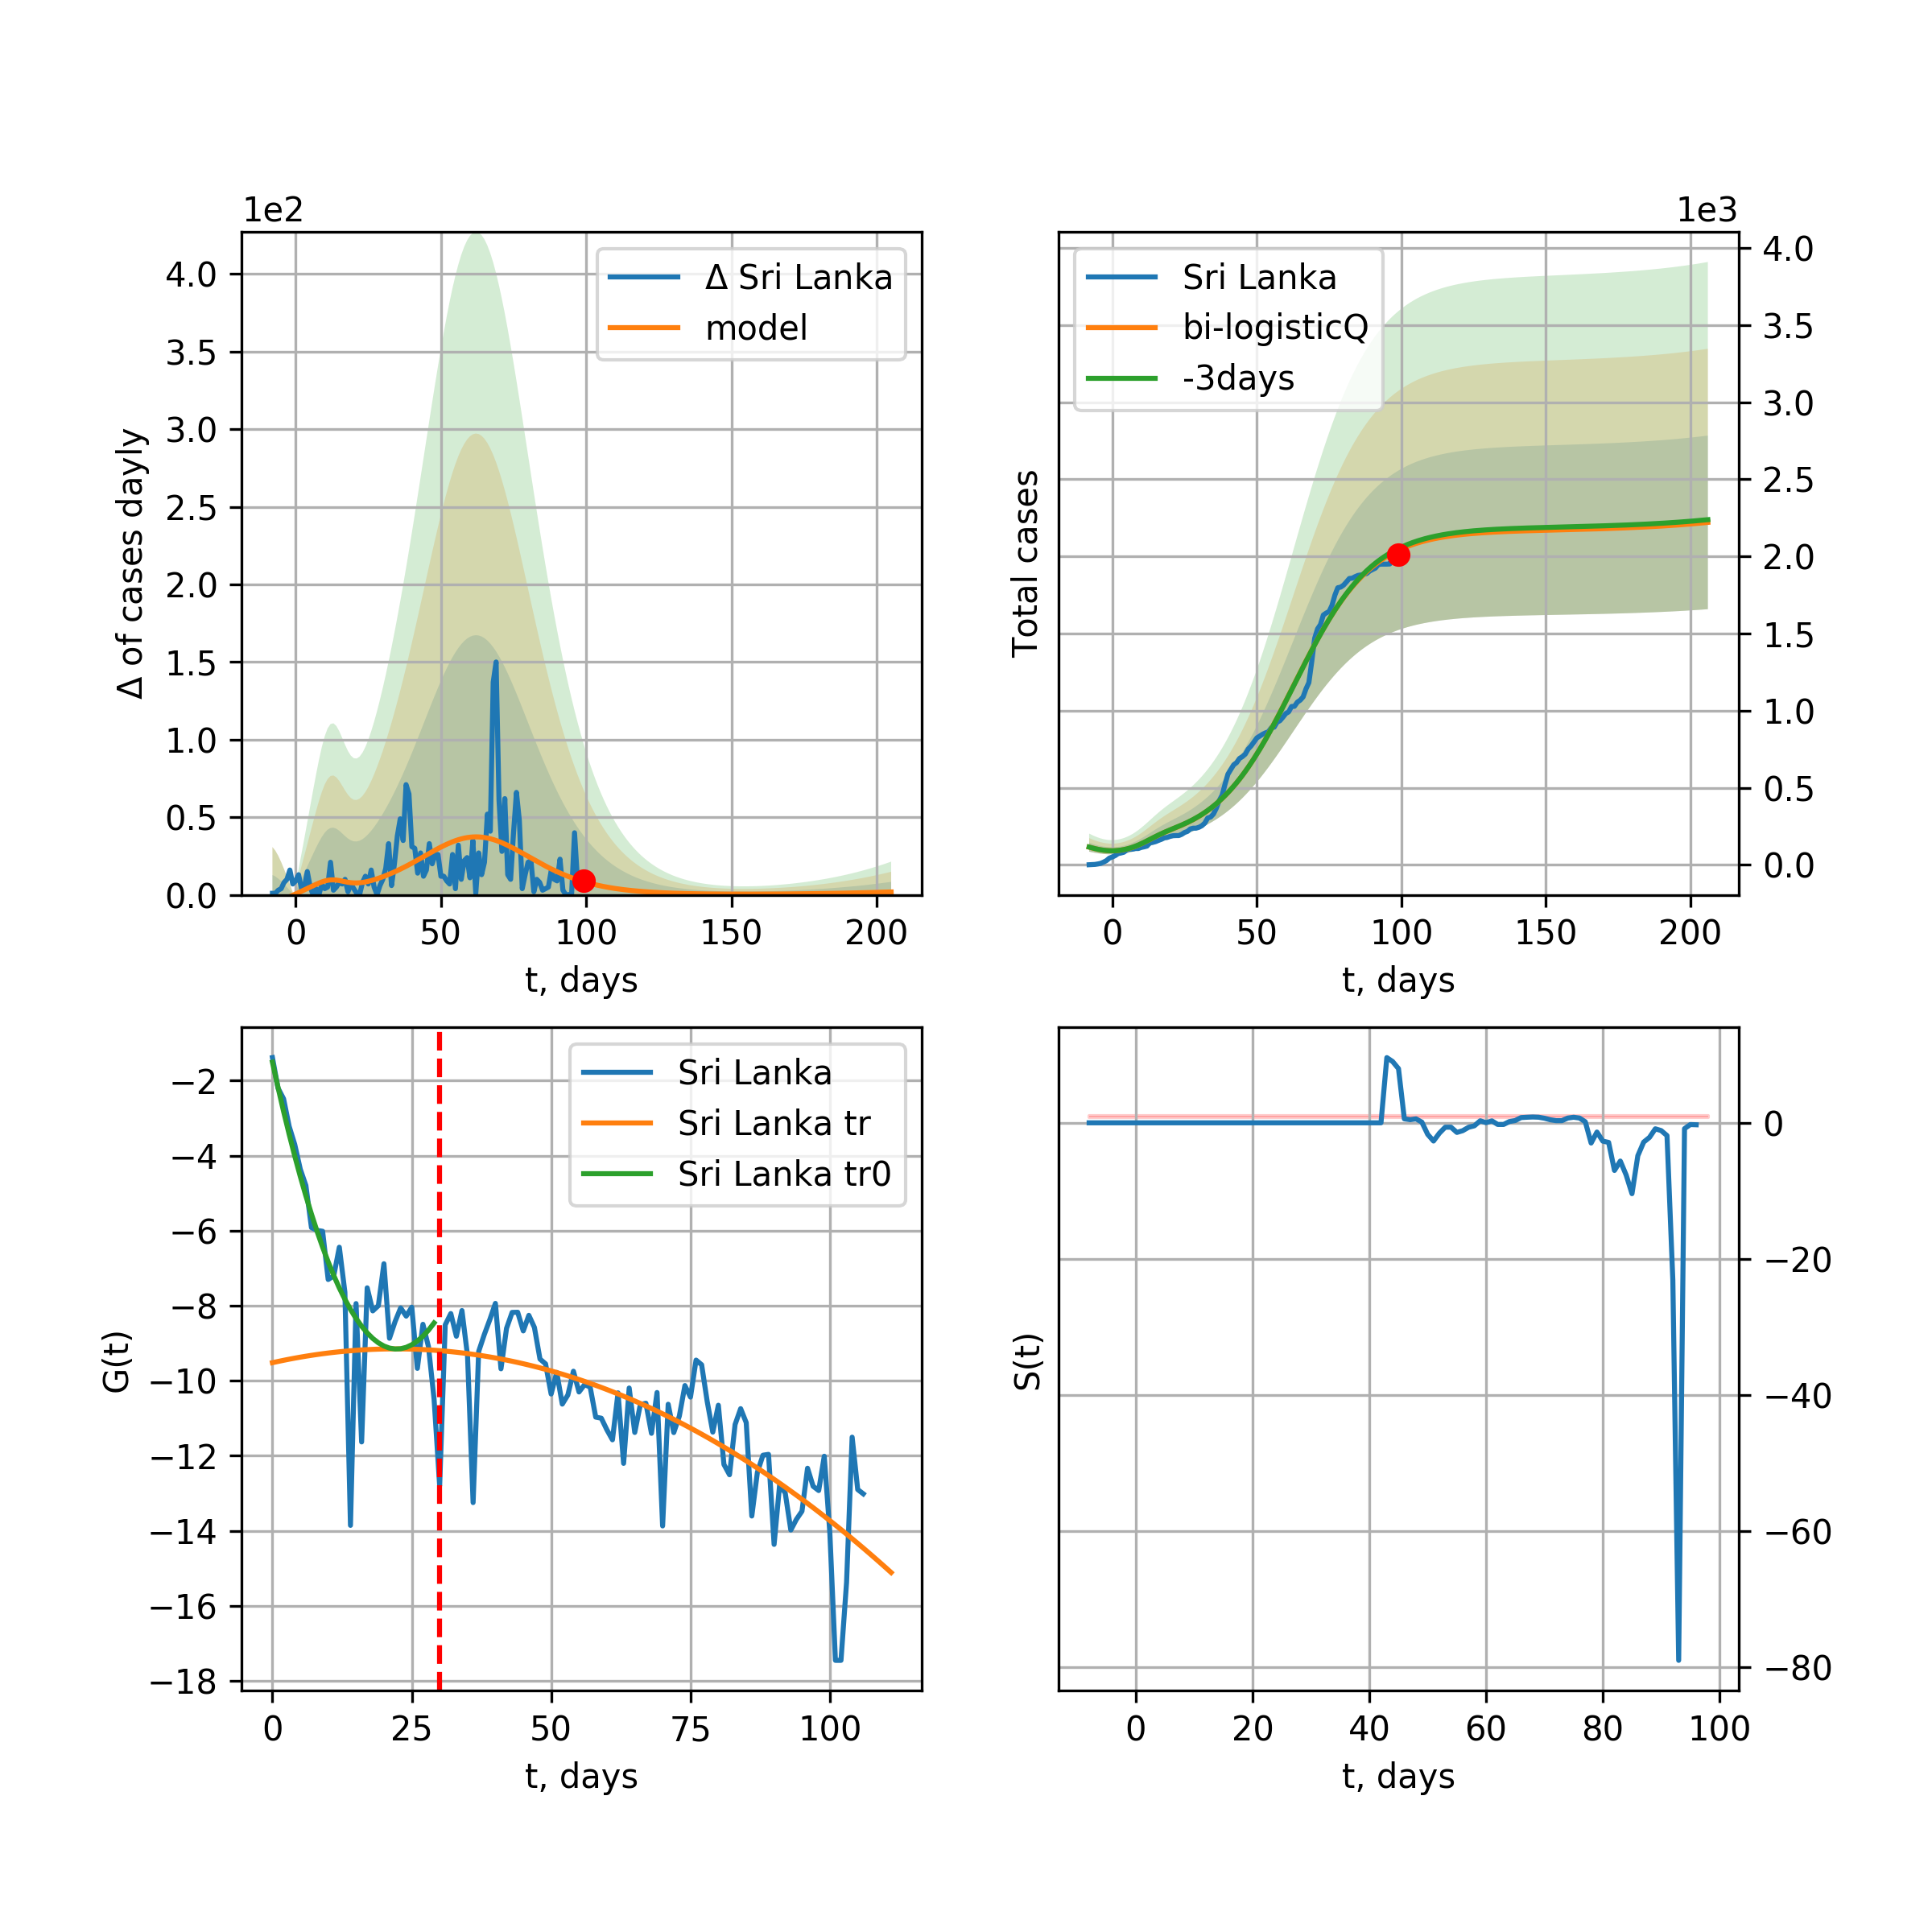 1e2
Δ of cases dayly
4.0
3.5
3.0
2.5
2.0
1.5
1.0
0.5
0.0
0 50 100 150 200
t, days
Δ Sri Lanka
model
1e3
Total cases
Sri Lanka
bi-logisticQ
-3days
4.0
3.5
3.0
2.5
2.0
1.5
1.0
0.5
0.0
0 50 100 150 200
t, days
G(t)
−2
−4
−6
−8
−10
−12
−14
−16
−18
0 25 50 75 100
t, days
Sri Lanka
Sri Lanka tr
Sri Lanka tr0
S(t)
0
−20
−40
−60
−80
0 20 40 60 80 100
t, days